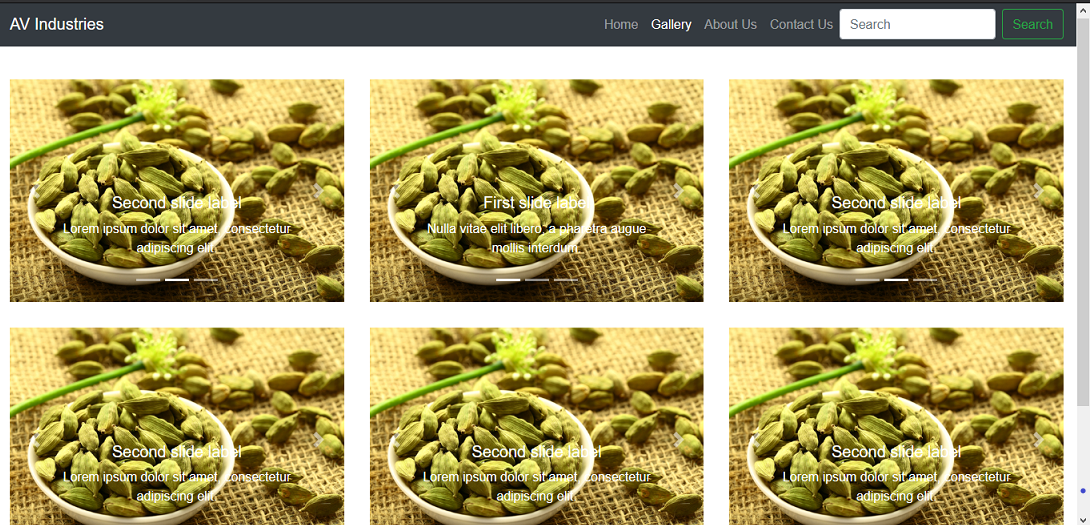 AV Industries
Home Gallery About Us Contact Us Search Search
Second slide label
Lorem ipsum dolor sit amet, consectetur
adipiscing elit.
First slide label
Nulla vitae elit libero, a pharetra augue
mollis interdum.
Second slide label
Lorem ipsum dolor sit amet, consectetur
adipiscing elit.
Second slide label
Lorem ipsum dolor sit amet, consectetur
adipiscing elit.
Second slide label
Lorem ipsum dolor sit amet, consectetur
adipiscing elit.
Second slide label
Lorem ipsum dolor sit amet, consectetur
adipiscing elit.